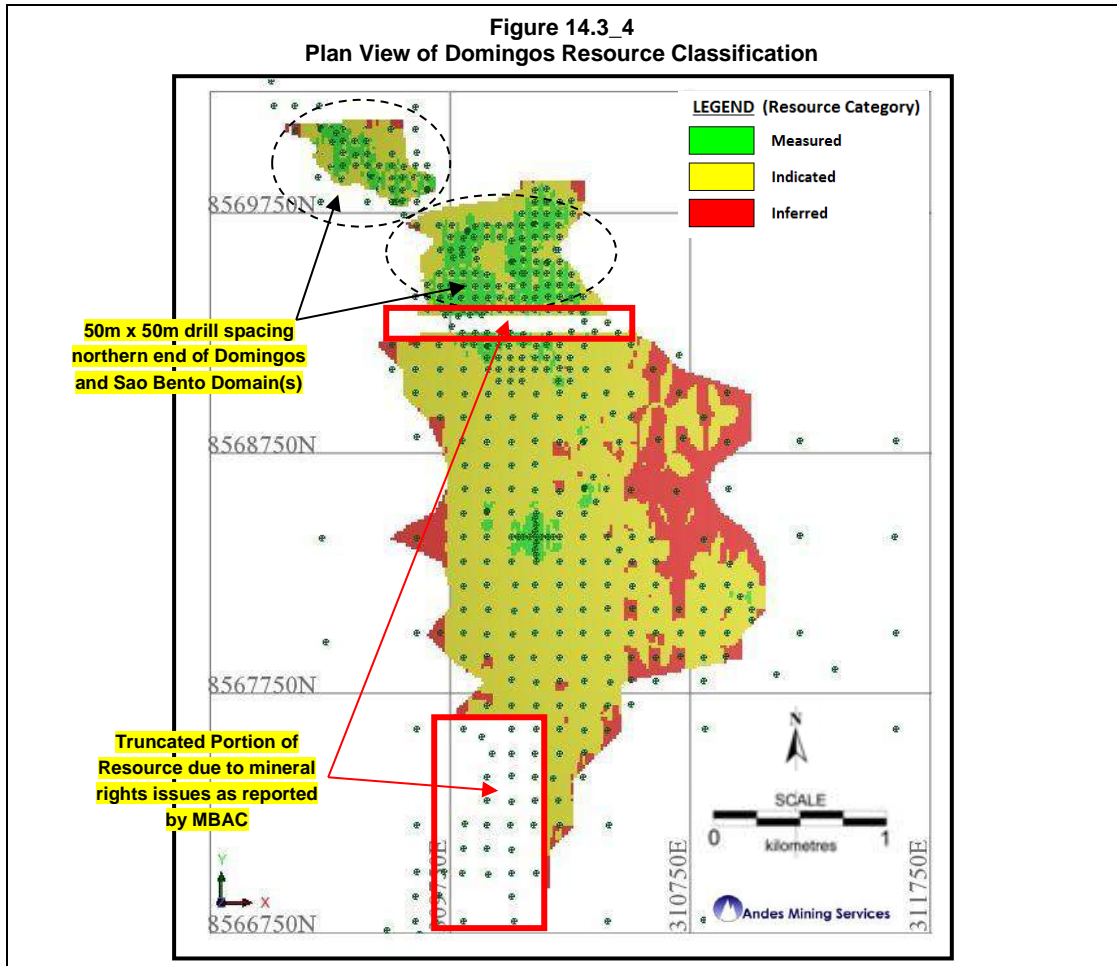 Figure 14.3_4
Plan View of Domingos Resource Classification
LEGEND (Resource Category)
Measured
Indicated
Inferred
8569750N
50m x 50m drill spacing
northern end of Domingos
and Sao Bento Domain(s)
8568750N
8567750N
Truncated Portion of
Resource due to mineral
rights issues as reported
by MBAC
N
SCALE
0 1
kilometres
309750E
310750E
311750E
Y
X
8566750N
Andes Mining Services